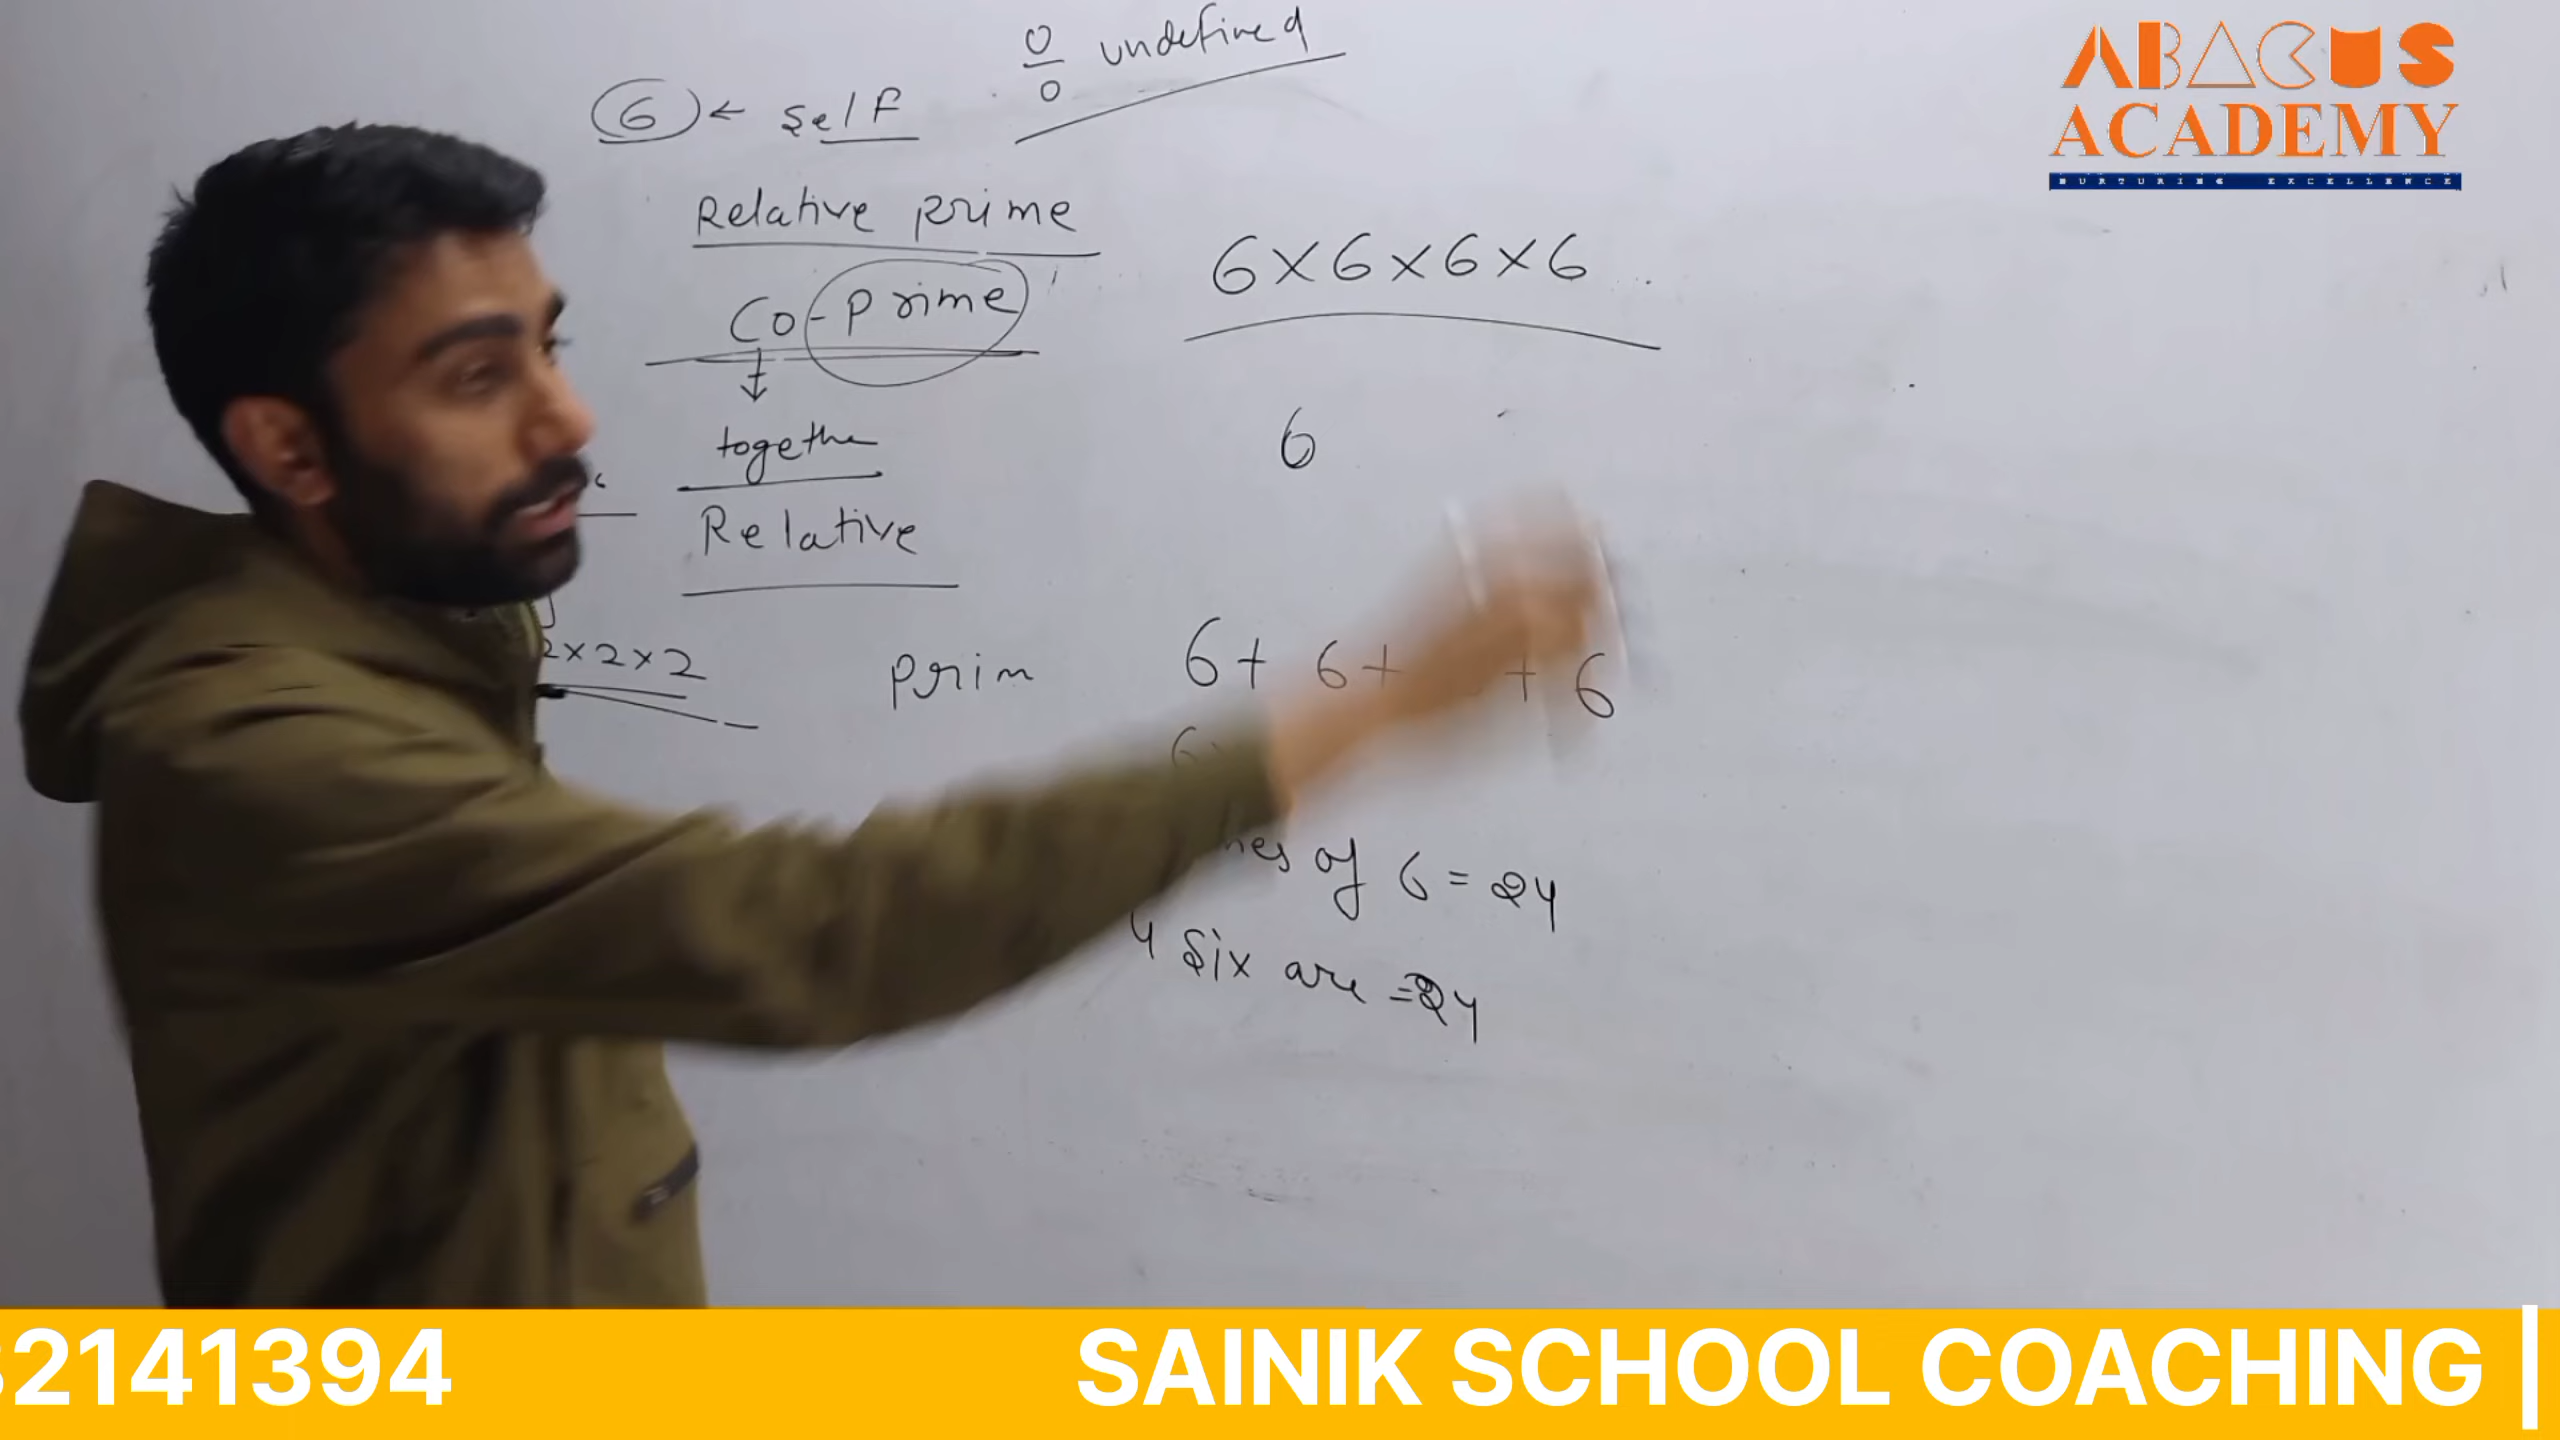 0/0 undefined
6 ← self
Relative prime
Co-prime
together
Relative
2×2×2
prim
6×6×6×6
6
6+ 6+ + 6
of 6 = 24
4 Six are =24
ABACUS
ACADEMY
NURTURING EXCELLENCE
2141394
SAINIK SCHOOL COACHING |